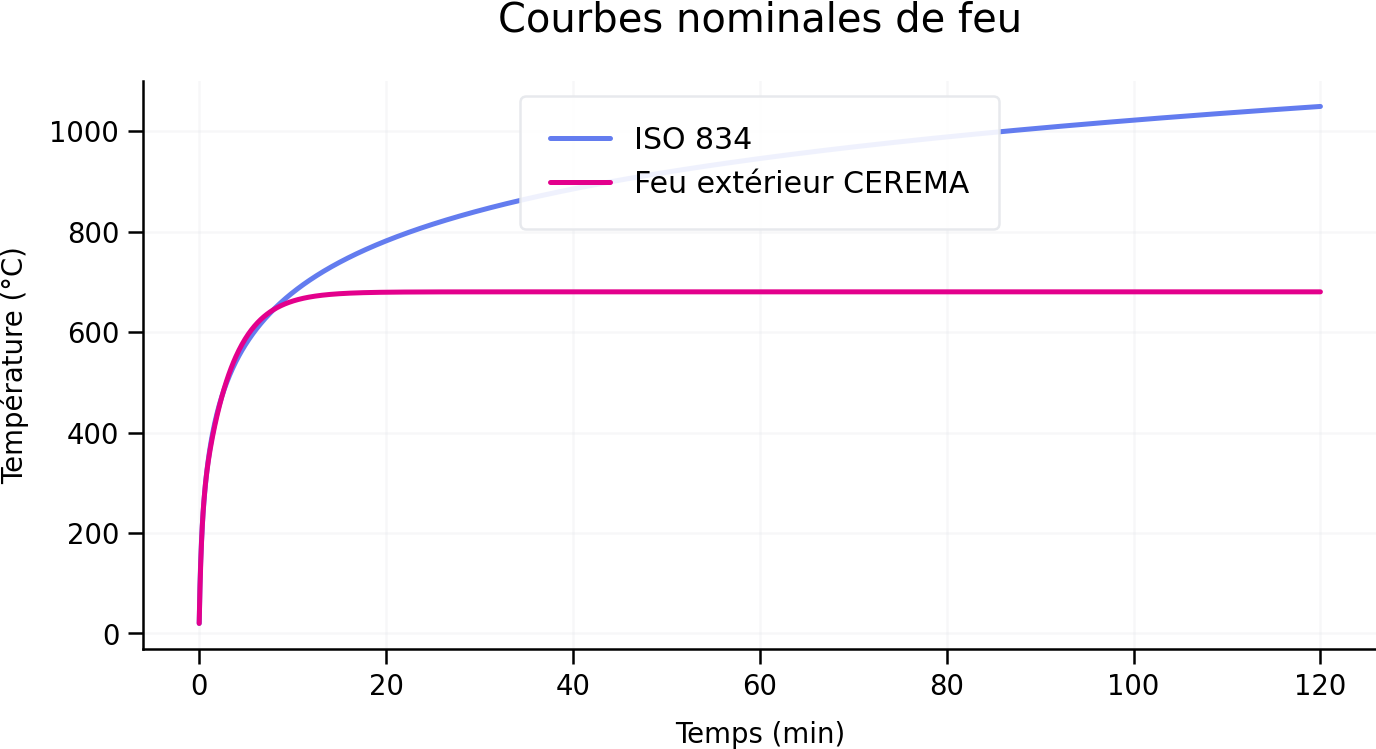 Courbes nominales de feu
ISO 834
Feu extérieur CEREMA
Température (°C)
1000
800
600
400
200
0
0 20 40 60 80 100 120
Temps (min)